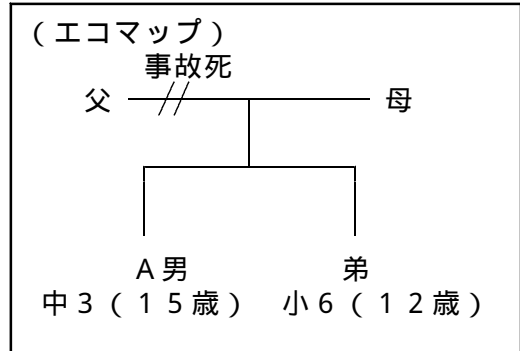 (エコマップ)
事故死
父 母
A男 弟
中3(15歳) 小6(12歳)